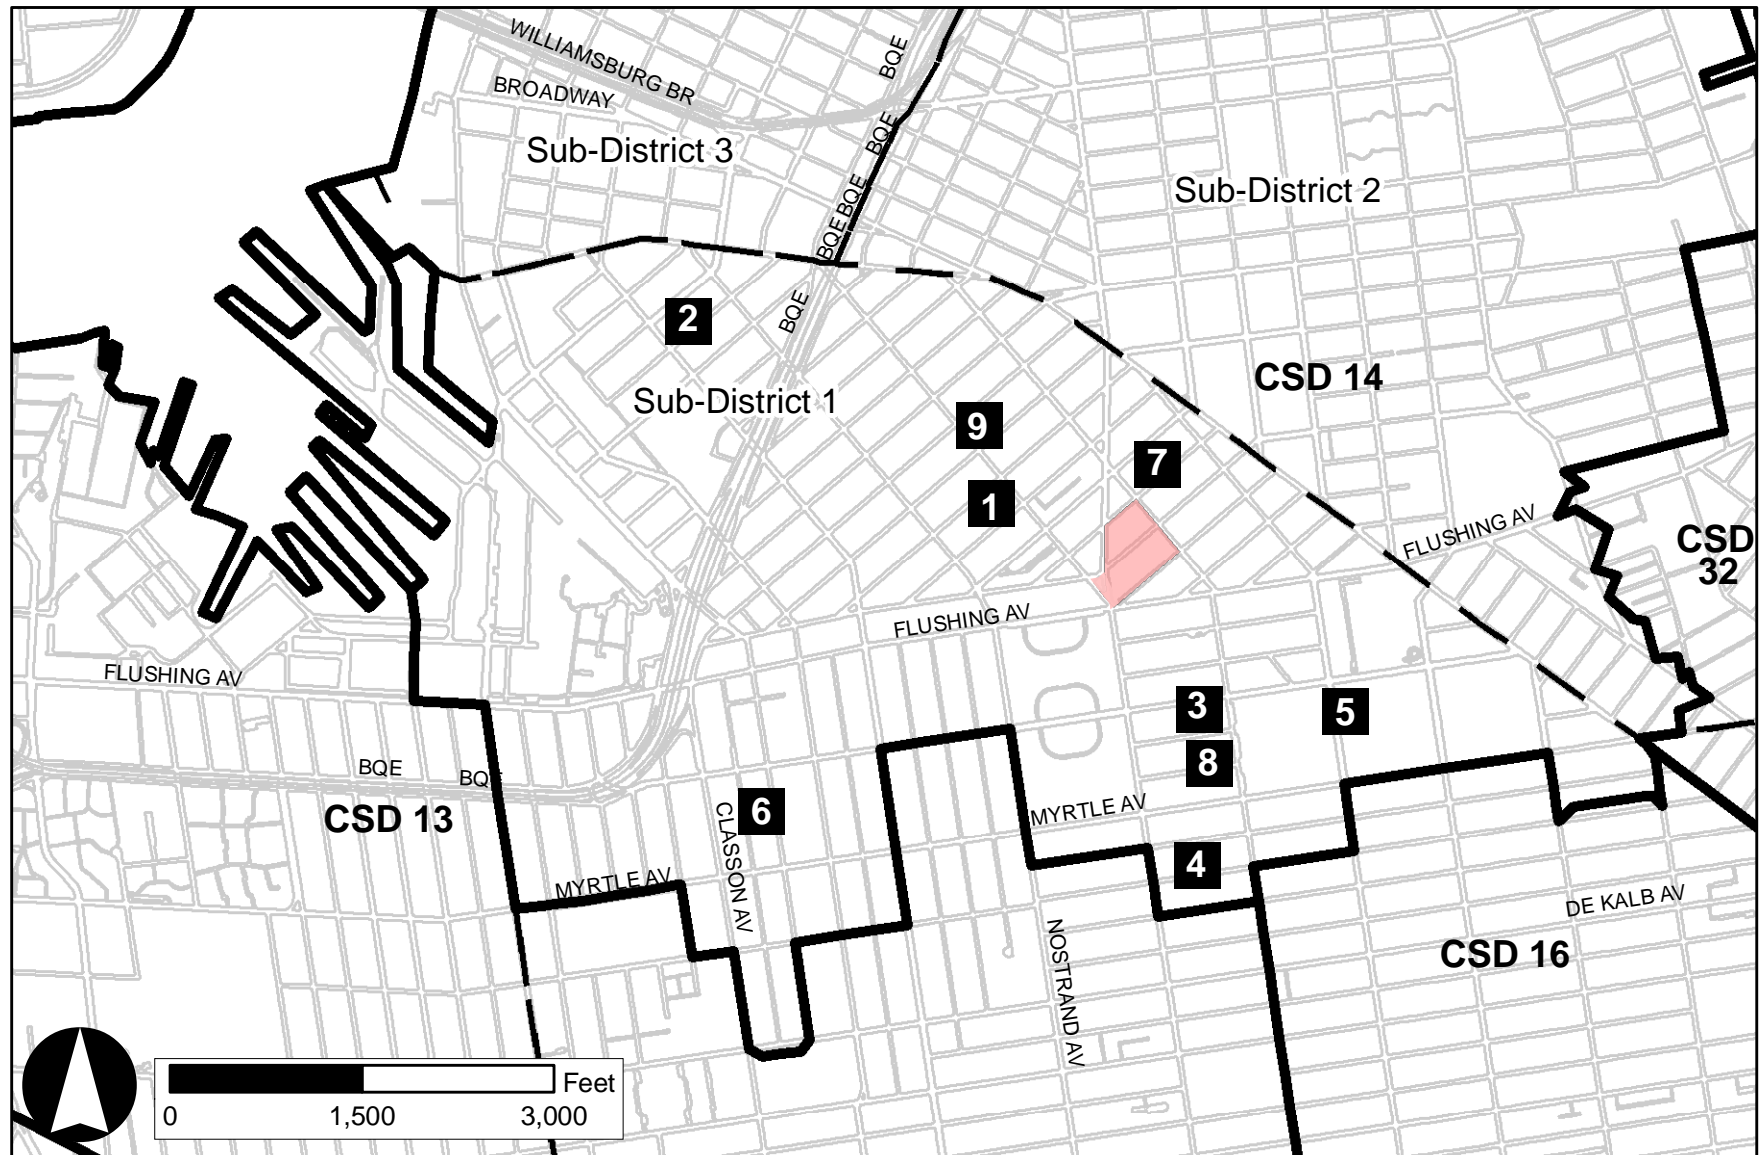 WILLIAMSBURG BR
BQE
BROADWAY
BQE
Sub-District 3
Sub-District 2
BQE
BQE
BQE
2
CSD 14
Sub-District 1
9
7
1
FLUSHING AV
CSD
32
FLUSHING AV
FLUSHING AV
3
5
8
BQE
BQE
CSD 13
6
MYRTLE AV
CLASSON AV
4
MYRTLE AV
DE KALB AV
NOSTRAND AV
CSD 16
Feet
0 1,500 3,000